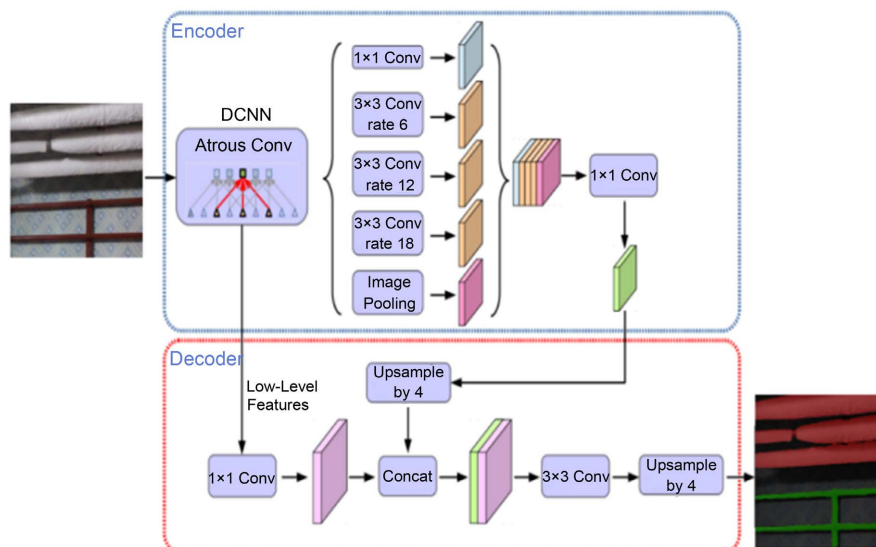 Encoder
DCNN
Atrous Conv
1×1 Conv
3×3 Conv
rate 6
3×3 Conv
rate 12
3×3 Conv
rate 18
Image
Pooling
1×1 Conv
Decoder
Low-Level
Features
Upsample
by 4
1×1 Conv
Concat
3×3 Conv
Upsample
by 4